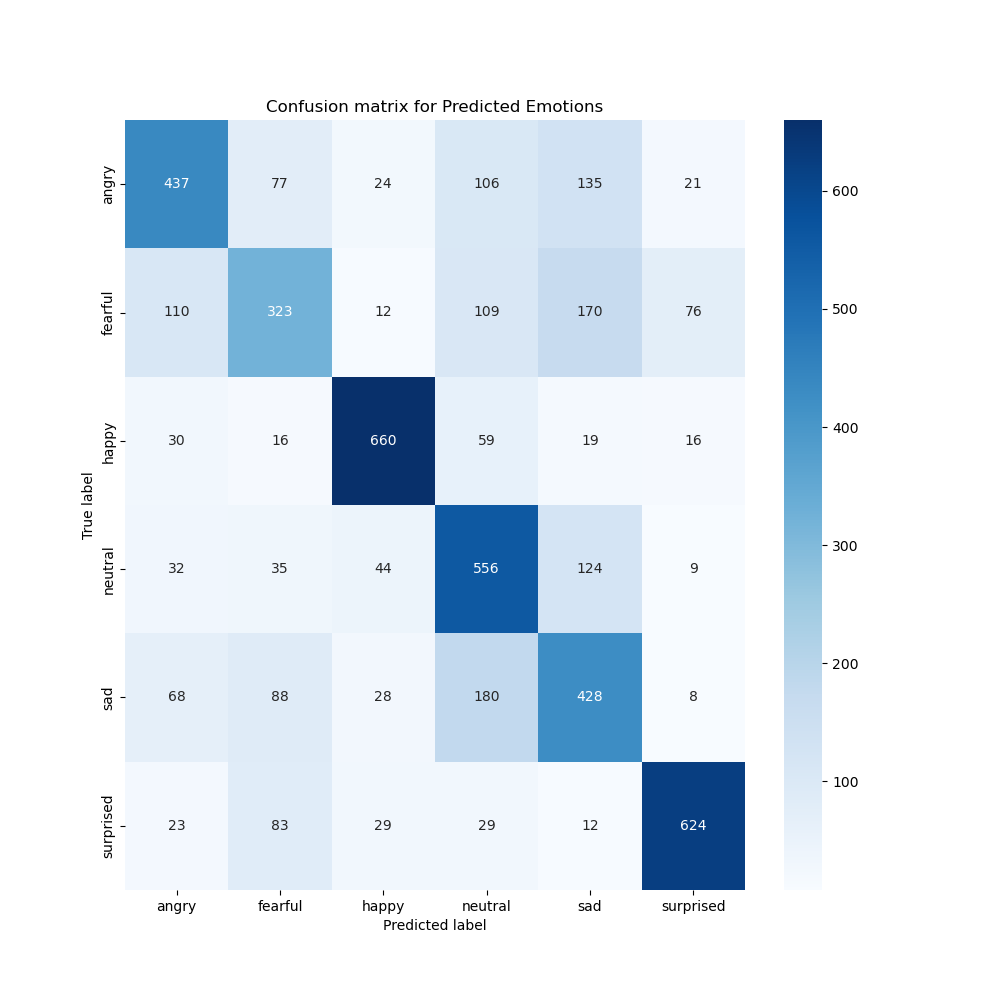 Confusion matrix for Predicted Emotions
angry 437 77 24 106 135 21
fearful 110 323 12 109 170 76
happy 30 16 660 59 19 16
neutral 32 35 44 556 124 9
sad 68 88 28 180 428 8
surprised 23 83 29 29 12 624
True label
angry fearful happy neutral sad surprised
Predicted label
600
500
400
300
200
100